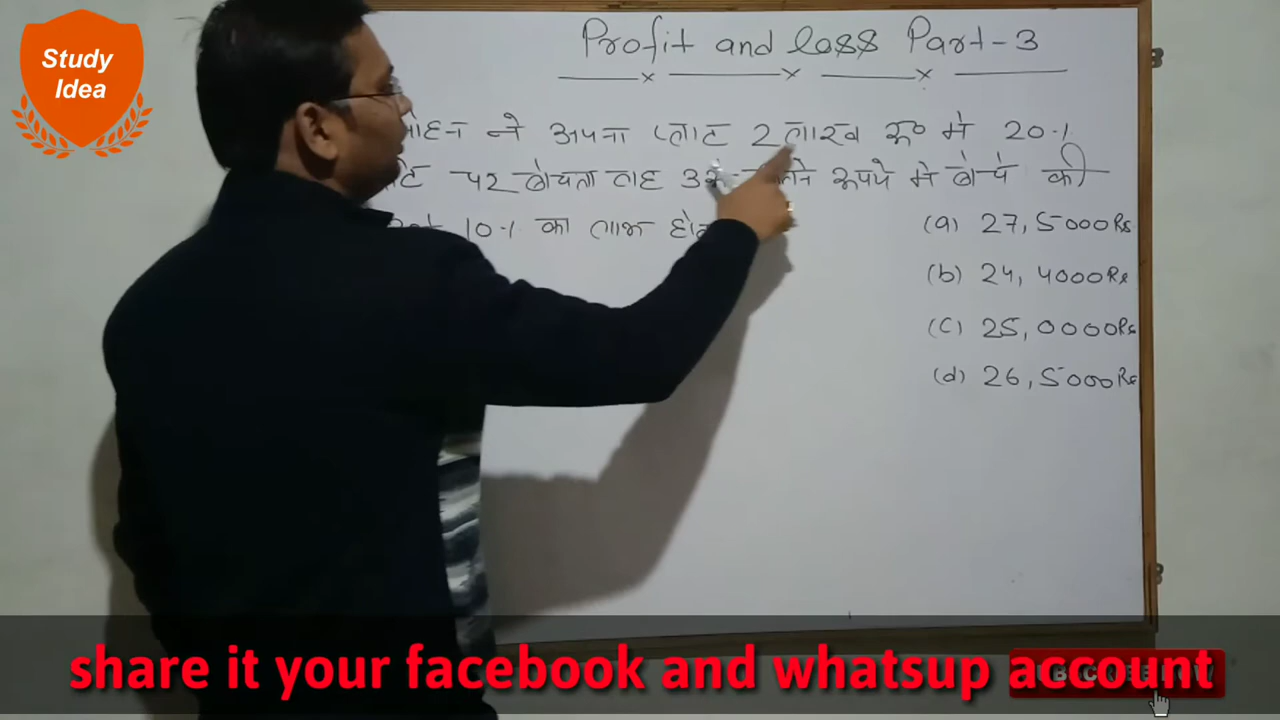 Study
Idea
Profit and loss Part-3
ने अपना प्लाट 2 लाख रू० मे 20%
पर बेचता वह रूपये मे बेचे की
10% का लाभ
(a) 27,5000Rs
(b) 24,4000Rs
(c) 25,0000Rs
(d) 26,5000Rs
share it your facebook and whatsup account